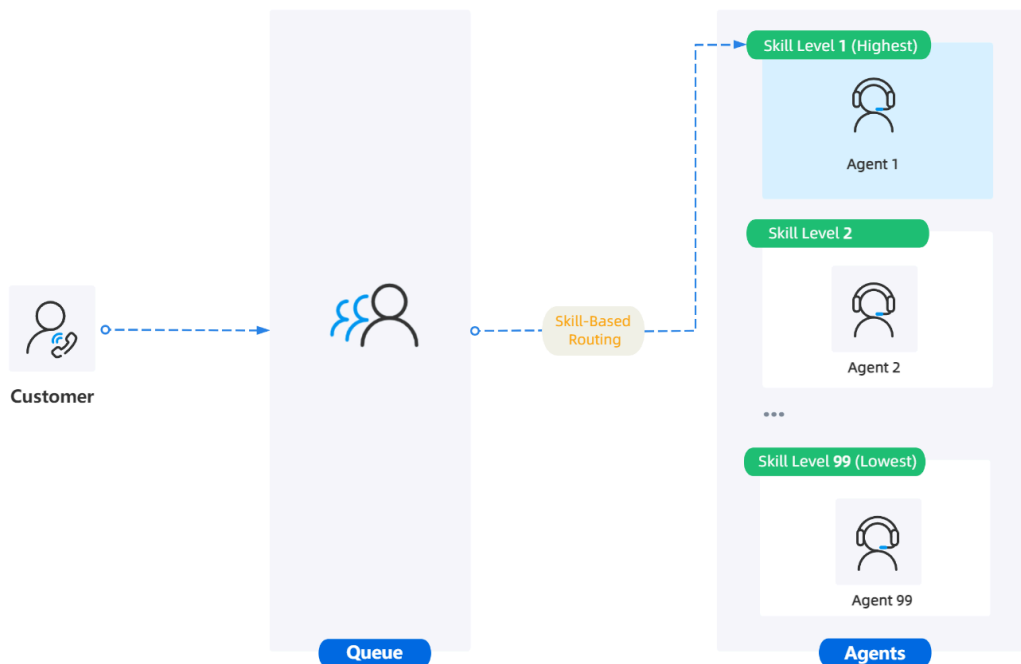 Skill Level 1 (Highest)
Agent 1
Skill Level 2
Agent 2
Skill-Based
Routing
Customer
Skill Level 99 (Lowest)
Agent 99
Queue
Agents